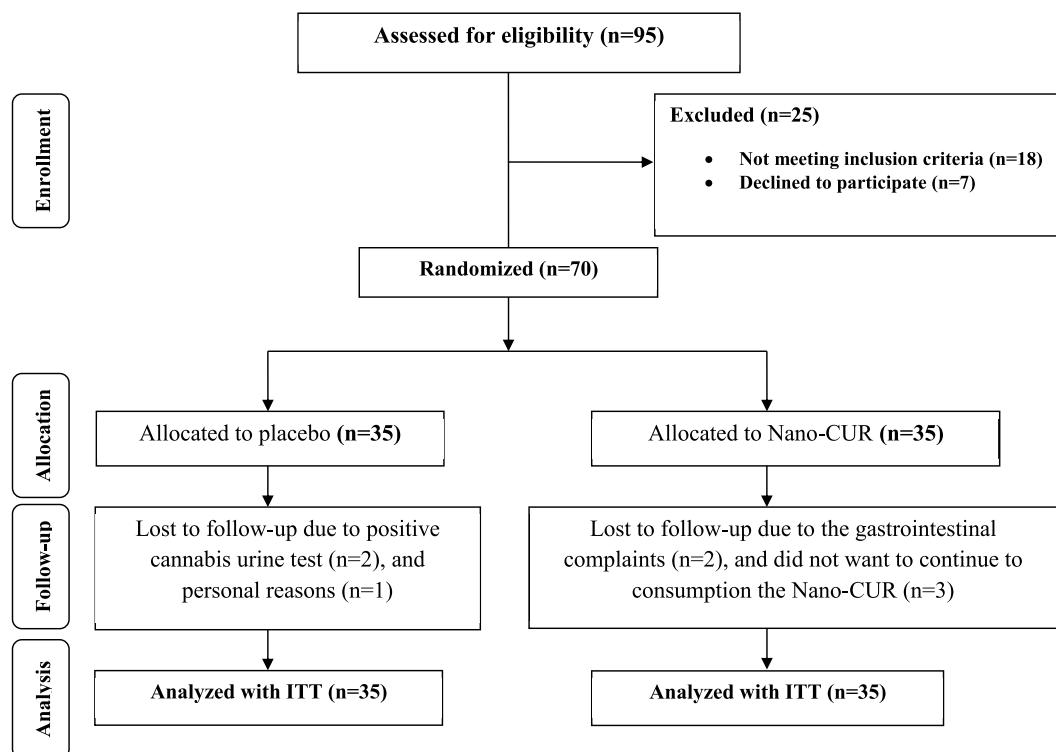 Assessed for eligibility (n=95)
Enrollment
Excluded (n=25)
• Not meeting inclusion criteria (n=18)
• Declined to participate (n=7)
Randomized (n=70)
Allocation
Allocated to placebo (n=35)
Allocated to Nano-CUR (n=35)
Follow-up
Lost to follow-up due to positive
cannabis urine test (n=2), and
personal reasons (n=1)
Lost to follow-up due to the gastrointestinal
complaints (n=2), and did not want to continue to
consumption the Nano-CUR (n=3)
Analysis
Analyzed with ITT (n=35)
Analyzed with ITT (n=35)